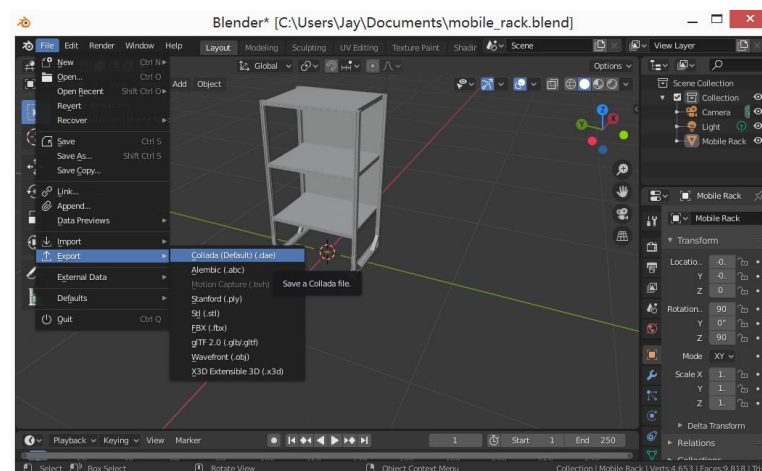 Blender* [C:\Users\Jay\Documents\mobile_rack.blend]
File Edit Render Window Help Layout Modeling Sculpting UV Editing Texture Paint Shadir Scene View Layer
New Ctrl N
Open... Ctrl O
Open Recent Shift Ctrl O
Revert
Recover
Save Ctrl S
Save As... Shift Ctrl S
Save Copy...
Link...
Append...
Data Previews
Import
Export
External Data
Defaults
Quit Ctrl Q
Collada (Default) (.dae)
Alembic (.abc)
Motion Capture (.bvh)
Stanford (.ply)
Stl (.stl)
FBX (.fbx)
glTF 2.0 (.glb/.gltf)
Wavefront (.obj)
X3D Extensible 3D (.x3d)
Save a Collada file.
Global
Options
Add Object
Z
Y
X
Scene Collection
Collection
Camera
Light
Mobile Rack
Mobile Rack
Mobile Rack
Transform
Locatio.. -0.
Y -0.
Z 0
Rotation.. 90
Y 0°
Z 90
Mode XY
Scale X 1.
Y 1.
Z 1.
Delta Transform
Relations
Playback Keying View Marker 1 Start 1 End 250
Select Box Select Rotate View Object Context Menu Collection | Mobile Rack | Verts:4,653 | Faces:9,818 | Tri